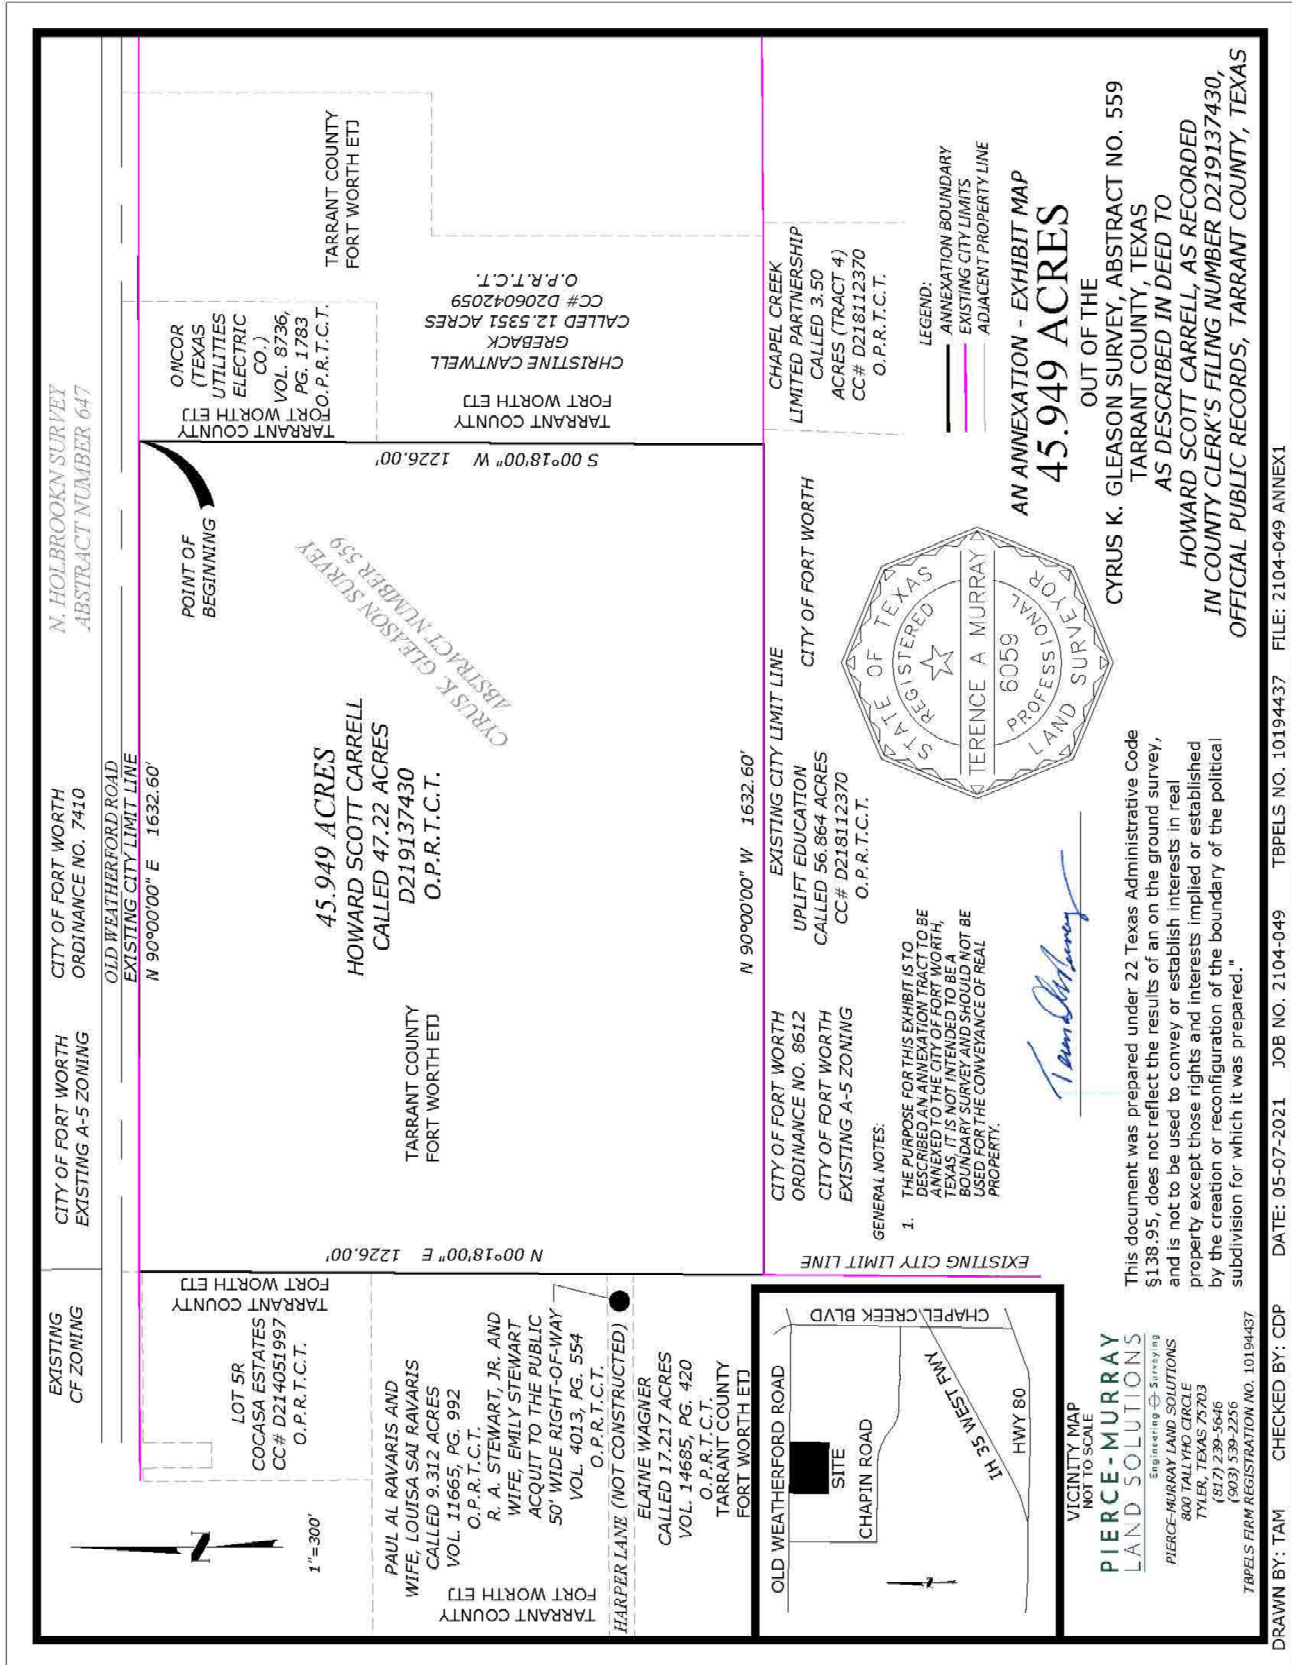 EXISTING
CF ZONING
CITY OF FORT WORTH
EXISTING A-5 ZONING
CITY OF FORT WORTH
ORDINANCE NO. 7410
N. HOLBROOKN SURVEY
ABSTRACT NUMBER 647
OLD WEATHERFORD ROAD
EXISTING CITY LIMIT LINE
N 90°00'00" E 1632.60'
1"=300'
LOT 5R
COCASA ESTATES
CC# D214051997
O.P.R.T.C.T.
TARRANT COUNTY
FORT WORTH ETJ
PAUL AL RAVARIS AND
WIFE, LOUISA SAI RAVARIS
CALLED 9.312 ACRES
VOL. 11665, PG. 992
O.P.R.T.C.T.
R. A. STEWART, JR. AND
WIFE, EMILY STEWART
ACQUIT TO THE PUBLIC
50' WIDE RIGHT-OF-WAY
VOL. 4013, PG. 554
O.P.R.T.C.T.
TARRANT COUNTY
FORT WORTH ETJ
HARPER LANE (NOT CONSTRUCTED)
ELAINE WAGNER
CALLED 17.217 ACRES
VOL. 14685, PG. 420
O.P.R.T.C.T.
TARRANT COUNTY
FORT WORTH ETJ
N 00°18'00" E 1226.00'
45.949 ACRES
HOWARD SCOTT CARRELL
CALLED 47.22 ACRES
D219137430
O.P.R.T.C.T.
TARRANT COUNTY
FORT WORTH ETJ
CYRUS K. GLEASON SURVEY
ABSTRACT NUMBER 559
POINT OF
BEGINNING
S 00°18'00" W 1226.00'
TARRANT COUNTY
FORT WORTH ETJ
ONCOR
(TEXAS
UTILITIES
ELECTRIC
CO.)
VOL. 8736,
PG. 1783
O.P.R.T.C.T.
TARRANT COUNTY
FORT WORTH ETJ
TARRANT COUNTY
FORT WORTH ETJ
CHRISTINE CANTWELL
GREBACK
CALLED 12.5351 ACRES
CC# D206042059
O.P.R.T.C.T.
N 90°00'00" W 1632.60'
EXISTING CITY LIMIT LINE
EXISTING CITY LIMIT LINE
CITY OF FORT WORTH
ORDINANCE NO. 8612
CITY OF FORT WORTH
EXISTING A-5 ZONING
UPLIFT EDUCATION
CALLED 56.864 ACRES
CC# D218112370
O.P.R.T.C.T.
CITY OF FORT WORTH
CHAPEL CREEK
LIMITED PARTNERSHIP
CALLED 3.50
ACRES (TRACT 4)
CC# D218112370
O.P.R.T.C.T.
GENERAL NOTES:
1. THE PURPOSE FOR THIS EXHIBIT IS TO
DESCRIBED AN ANNEXATION TRACT TO BE
ANNEXED TO THE CITY OF FORT WORTH,
TEXAS, IT IS NOT INTENDED TO BE A
BOUNDARY SURVEY AND SHOULD NOT BE
USED FOR THE CONVEYANCE OF REAL
PROPERTY.
LEGEND:
ANNEXATION BOUNDARY
EXISTING CITY LIMITS
ADJACENT PROPERTY LINE
OLD WEATHERFORD ROAD
SITE
CHAPIN ROAD
CHAPEL CREEK BLVD
IH 35 WEST FWY
HWY 80
VICINITY MAP
NOT TO SCALE
PIERCE-MURRAY
LAND SOLUTIONS
Engineering Surveying
PIERCE-MURRAY LAND SOLUTIONS
800 TALLYHO CIRCLE
TYLER, TEXAS 75703
(817) 239-5646
(903) 539-2256
TBPELS FIRM REGISTRATION NO. 10194437
This document was prepared under 22 Texas Administrative Code
§138.95, does not reflect the results of an on the ground survey,
and is not to be used to convey or establish interests in real
property except those rights and interests implied or established
by the creation or reconfiguration of the boundary of the political
subdivision for which it was prepared."
STATE OF TEXAS
REGISTERED
TERENCE A MURRAY
6059
PROFESSIONAL
LAND SURVEYOR
AN ANNEXATION - EXHIBIT MAP
45.949 ACRES
OUT OF THE
CYRUS K. GLEASON SURVEY, ABSTRACT NO. 559
TARRANT COUNTY, TEXAS
AS DESCRIBED IN DEED TO
HOWARD SCOTT CARRELL, AS RECORDED
IN COUNTY CLERK'S FILING NUMBER D219137430,
OFFICIAL PUBLIC RECORDS, TARRANT COUNTY, TEXAS
DRAWN BY: TAM CHECKED BY: CDP DATE: 05-07-2021 JOB NO. 2104-049 TBPELS NO. 10194437 FILE: 2104-049 ANNEX1